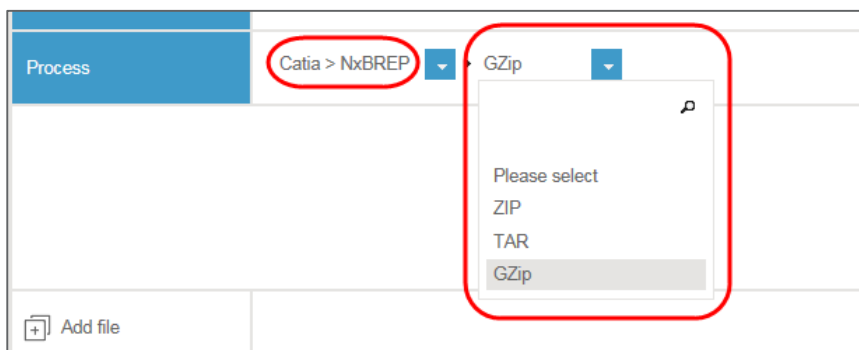 Process
Catia > NxBREP
GZip
Please select
ZIP
TAR
GZip
Add file